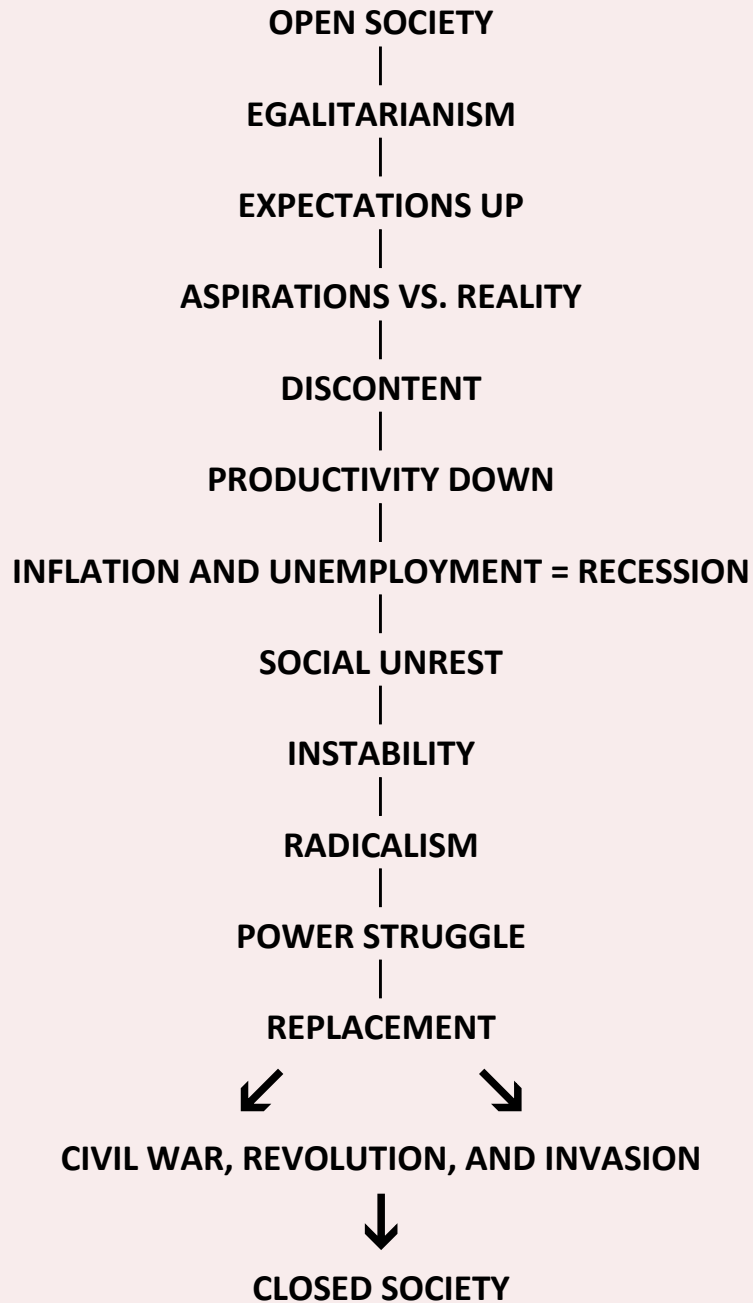 OPEN SOCIETY
EGALITARIANISM
EXPECTATIONS UP
ASPIRATIONS VS. REALITY
DISCONTENT
PRODUCTIVITY DOWN
INFLATION AND UNEMPLOYMENT = RECESSION
SOCIAL UNREST
INSTABILITY
RADICALISM
POWER STRUGGLE
REPLACEMENT
CIVIL WAR, REVOLUTION, AND INVASION
CLOSED SOCIETY